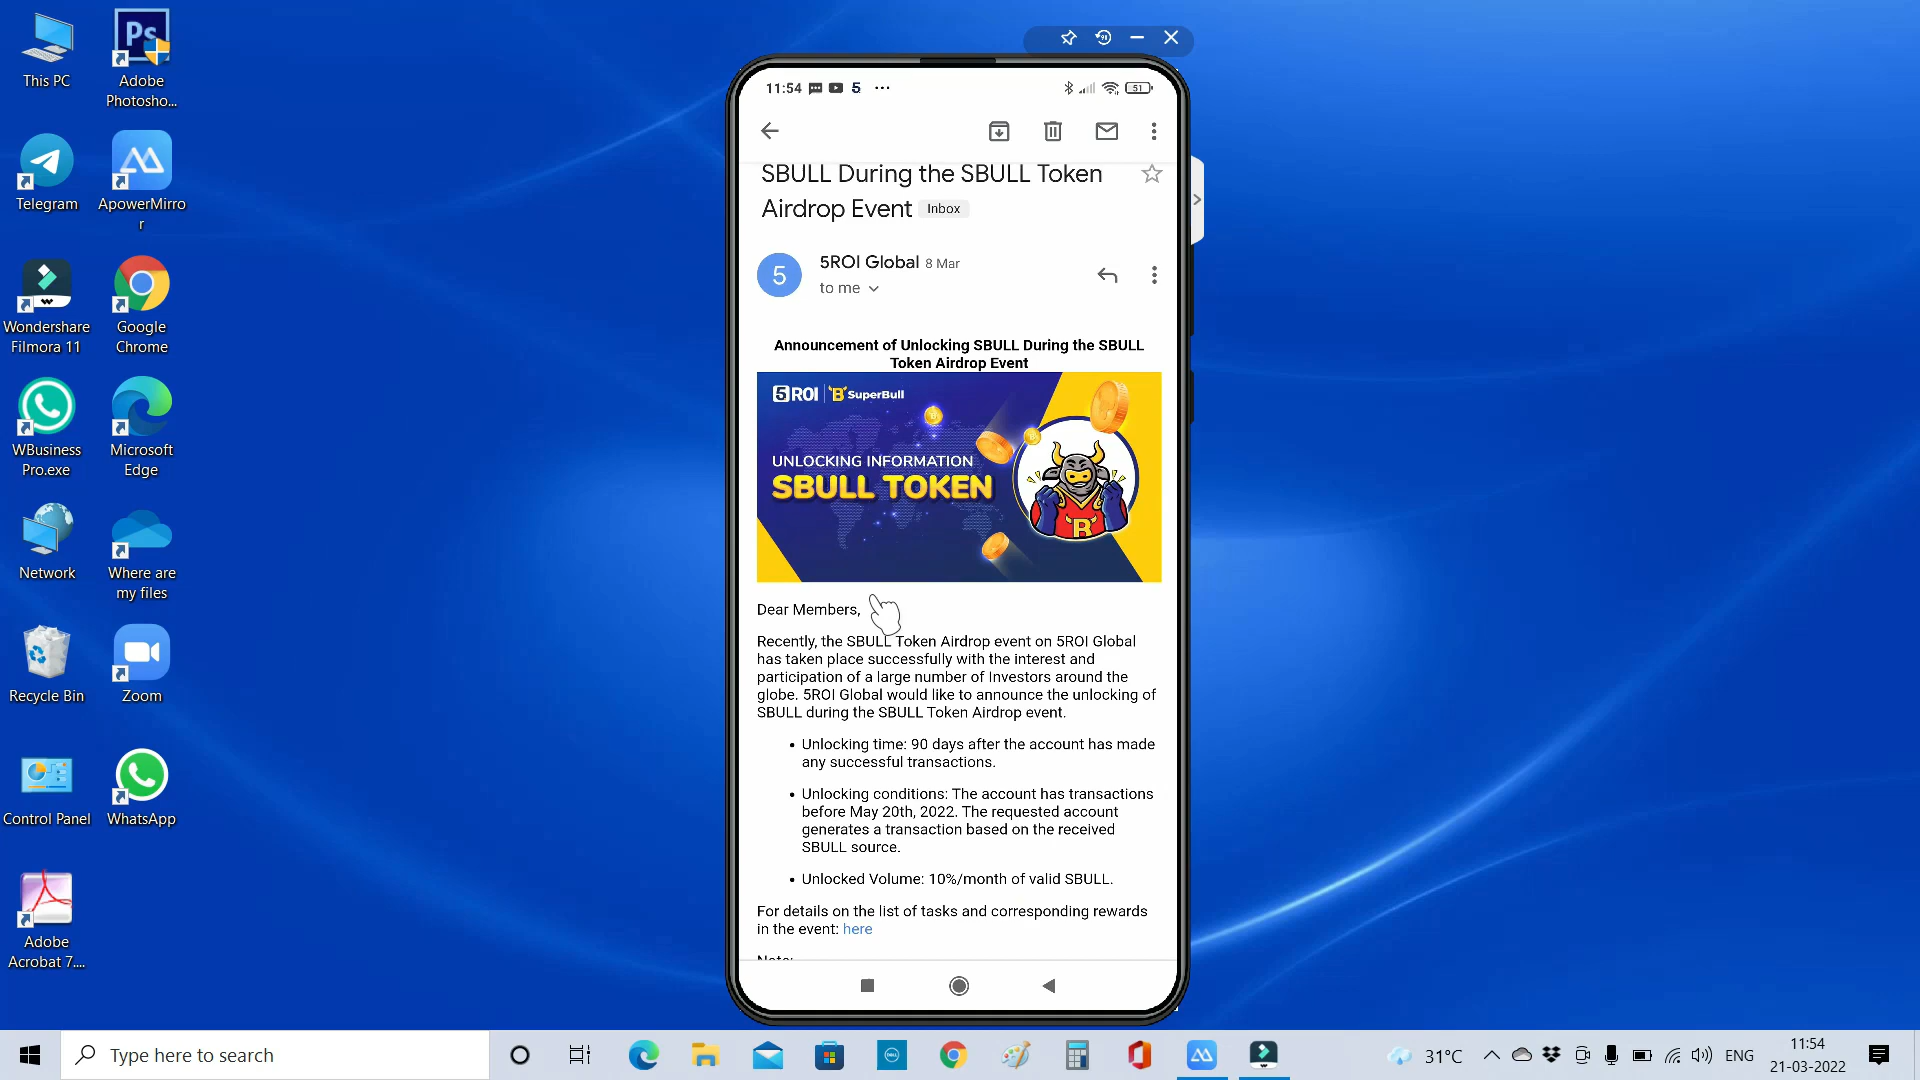 This PC
Adobe
Photosho...
Telegram
ApowerMirro
r
Wondershare
Filmora 11
Google
Chrome
WBusiness
Pro.exe
Microsoft
Edge
Network
Where are
my files
Recycle Bin
Zoom
Control Panel
WhatsApp
Adobe
Acrobat 7....
11:54
5
51
SBULL During the SBULL Token
Airdrop Event Inbox
5
5ROI Global 8 Mar
to me
Announcement of Unlocking SBULL During the SBULL
Token Airdrop Event
5ROI | SuperBull
UNLOCKING INFORMATION
SBULL TOKEN
Dear Members,
Recently, the SBULL Token Airdrop event on 5ROI Global
has taken place successfully with the interest and
participation of a large number of Investors around the
globe. 5ROI Global would like to announce the unlocking of
SBULL during the SBULL Token Airdrop event.
• Unlocking time: 90 days after the account has made
any successful transactions.
• Unlocking conditions: The account has transactions
before May 20th, 2022. The requested account
generates a transaction based on the received
SBULL source.
• Unlocked Volume: 10%/month of valid SBULL.
For details on the list of tasks and corresponding rewards
in the event: here
Type here to search
31°C
ENG
11:54
21-03-2022